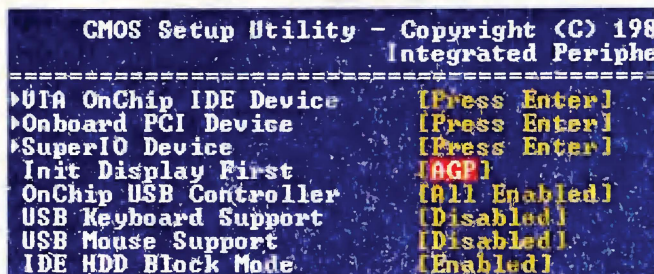 CMOS Setup Utility - Copyright (C) 198
Integrated Periphe
▶VIA OnChip IDE Device [Press Enter]
▶Onboard PCI Device [Press Enter]
▶SuperIO Device [Press Enter]
Init Display First [AGP]
OnChip USB Controller [All Enabled]
USB Keyboard Support [Disabled]
USB Mouse Support [Disabled]
IDE HDD Block Mode [Enabled]